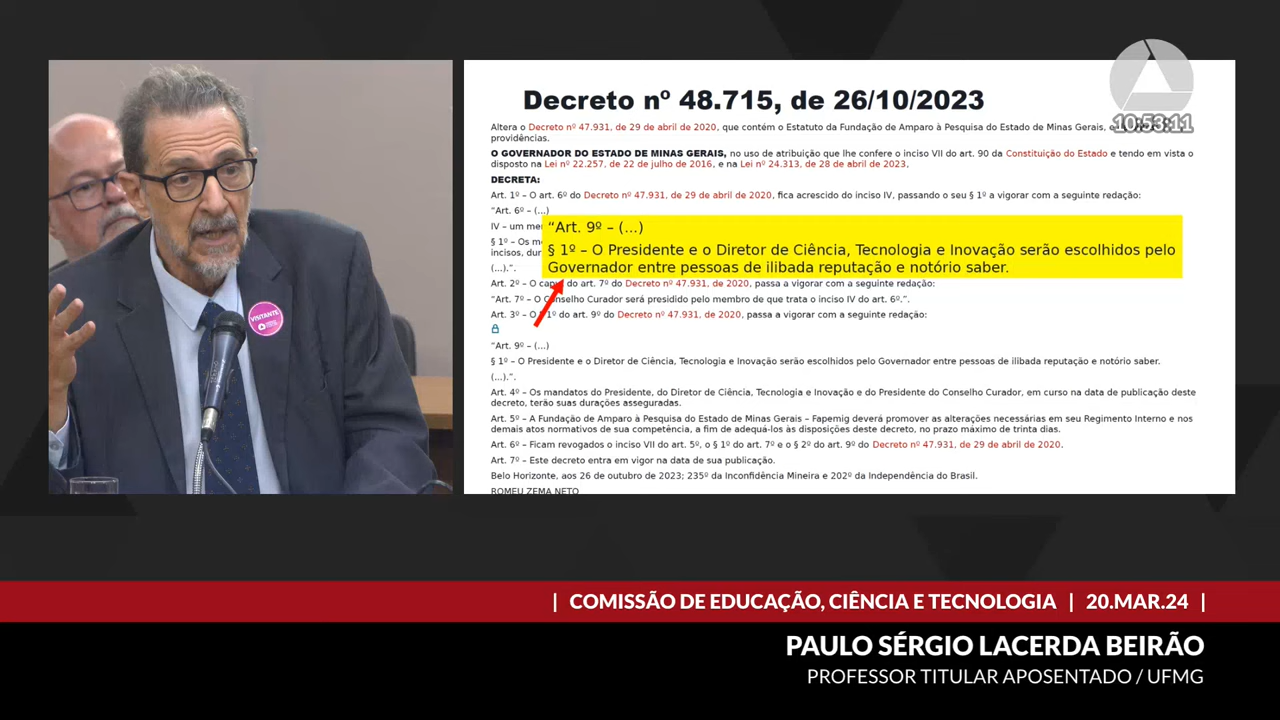 10:53:11
VISITANTE
Decreto nº 48.715, de 26/10/2023
Altera o Decreto nº 47.931, de 29 de abril de 2020, que contém o Estatuto da Fundação de Amparo à Pesquisa do Estado de Minas Gerais, e
providências.
O GOVERNADOR DO ESTADO DE MINAS GERAIS, no uso de atribuição que lhe confere o inciso VII do art. 90 da Constituição do Estado e tendo em vista o
disposto na Lei nº 22.257, de 22 de julho de 2016, e na Lei nº 24.313, de 28 de abril de 2023,
DECRETA:
Art. 1º – O art. 6º do Decreto nº 47.931, de 29 de abril de 2020, fica acrescido do inciso IV, passando o seu § 1º a vigorar com a seguinte redação:
“Art. 6º – (...)
IV – um
§ 1º – Os
incisos,
(...).”.
“Art. 9º – (...)
§ 1º – O Presidente e o Diretor de Ciência, Tecnologia e Inovação serão escolhidos pelo
Governador entre pessoas de ilibada reputação e notório saber.
Art. 2º – O do art. 7º do Decreto nº 47.931, de 29 de abril de 2020, passa a vigorar com a seguinte redação:
“Art. 7º – O Conselho Curador será presidido pelo membro de que trata o inciso IV do art. 6º.”.
Art. 3º – O § 1º do art. 9º do Decreto nº 47.931, de 29 de abril de 2020, passa a vigorar com a seguinte redação:
“Art. 9º – (...)
§ 1º – O Presidente e o Diretor de Ciência, Tecnologia e Inovação serão escolhidos pelo Governador entre pessoas de ilibada reputação e notório saber.
(...).”.
Art. 4º – Os mandatos do Presidente, do Diretor de Ciência, Tecnologia e Inovação e do Presidente do Conselho Curador, em curso na data de publicação deste
decreto, terão suas durações asseguradas.
Art. 5º – A Fundação de Amparo à Pesquisa do Estado de Minas Gerais – Fapemig deverá promover as alterações necessárias em seu Regimento Interno e nos
demais atos normativos de sua competência, a fim de adequá-los às disposições deste decreto, no prazo máximo de trinta dias.
Art. 6º – Ficam revogados o inciso VII do art. 5º, o § 1º do art. 7º e o § 2º do art. 9º do Decreto nº 47.931, de 29 de abril de 2020.
Art. 7º – Este decreto entra em vigor na data de sua publicação.
Belo Horizonte, aos 26 de outubro de 2023; 235º da Inconfidência Mineira e 202º da Independência do Brasil.
ROMEU ZEMA NETO
| COMISSÃO DE EDUCAÇÃO, CIÊNCIA E TECNOLOGIA | 20.MAR.24 |
PAULO SÉRGIO LACERDA BEIRÃO
PROFESSOR TITULAR APOSENTADO / UFMG